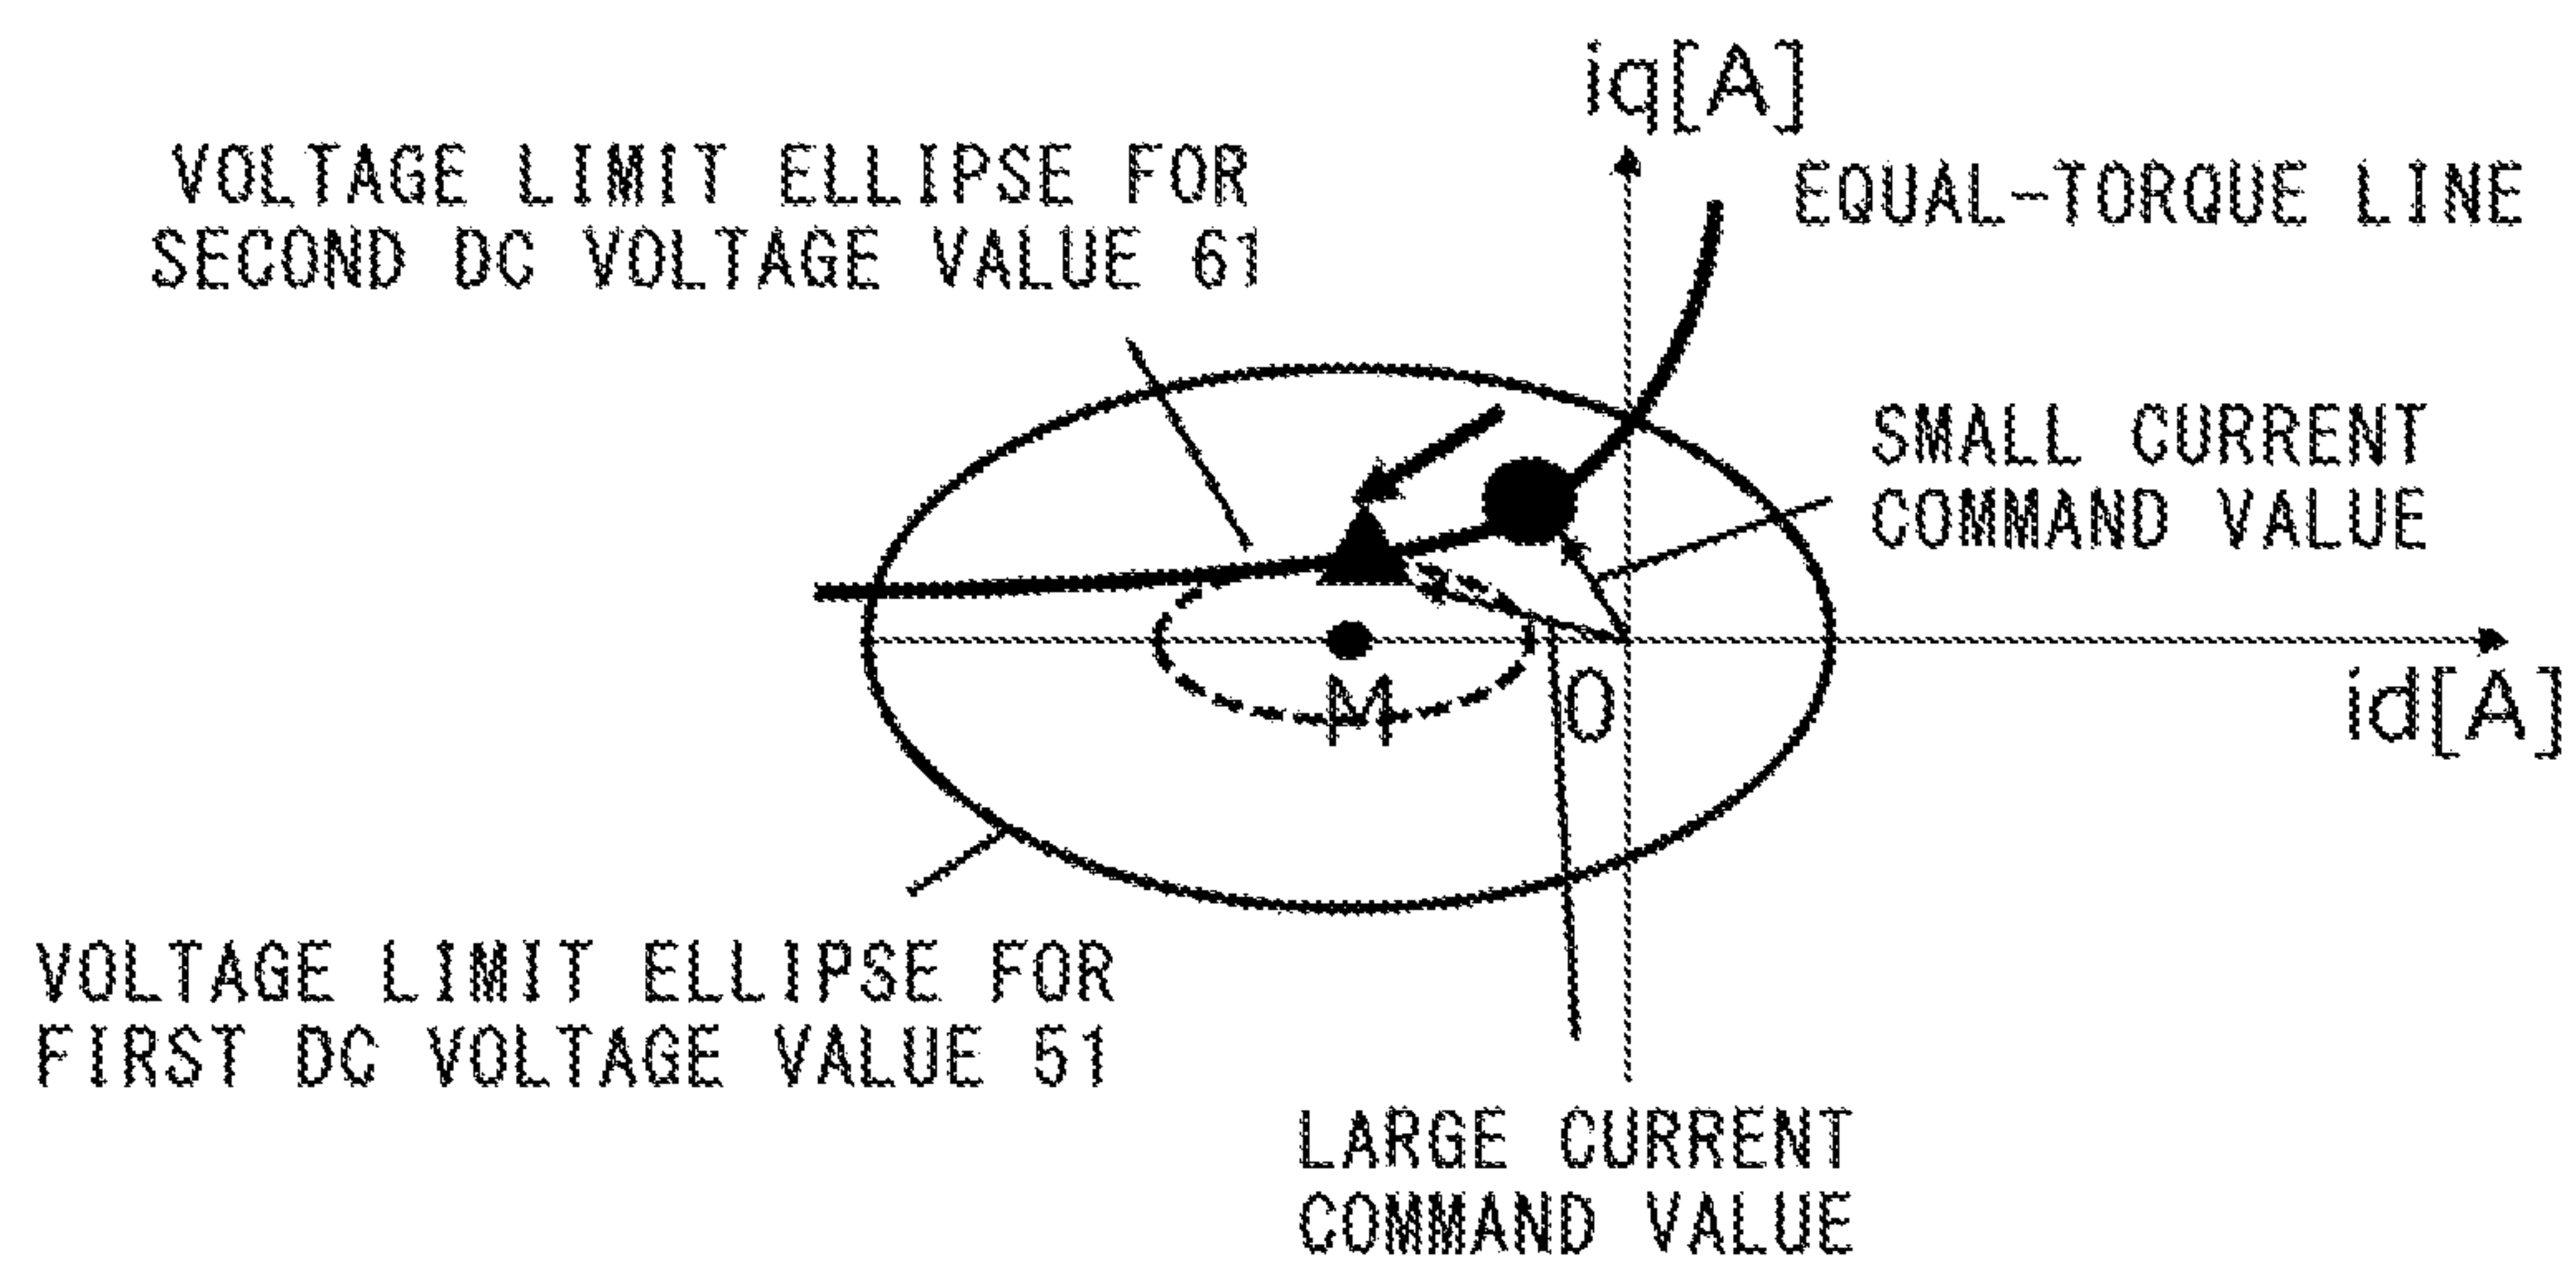 iq[A]
VOLTAGE LIMIT ELLIPSE FOR
SECOND DC VOLTAGE VALUE 61
EQUAL-TORQUE LINE
SMALL CURRENT
COMMAND VALUE
M
0
id[A]
VOLTAGE LIMIT ELLIPSE FOR
FIRST DC VOLTAGE VALUE 51
LARGE CURRENT
COMMAND VALUE